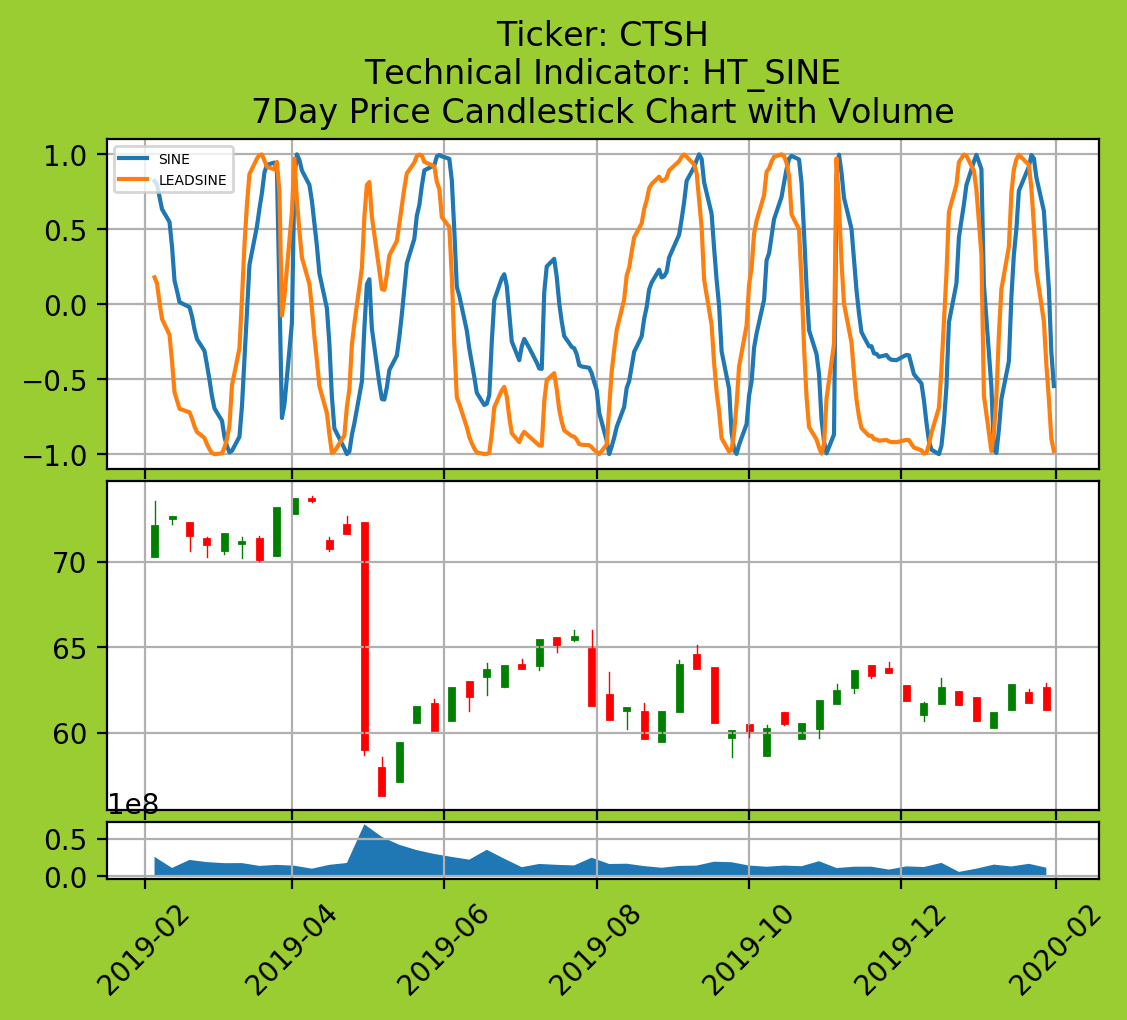 Ticker: CTSH
Technical Indicator: HT_SINE
7Day Price Candlestick Chart with Volume
SINE
LEADSINE
1.0
0.5
0.0
−0.5
−1.0
70
65
60
1e8
0.5
0.0
2019-02
2019-04
2019-06
2019-08
2019-10
2019-12
2020-02